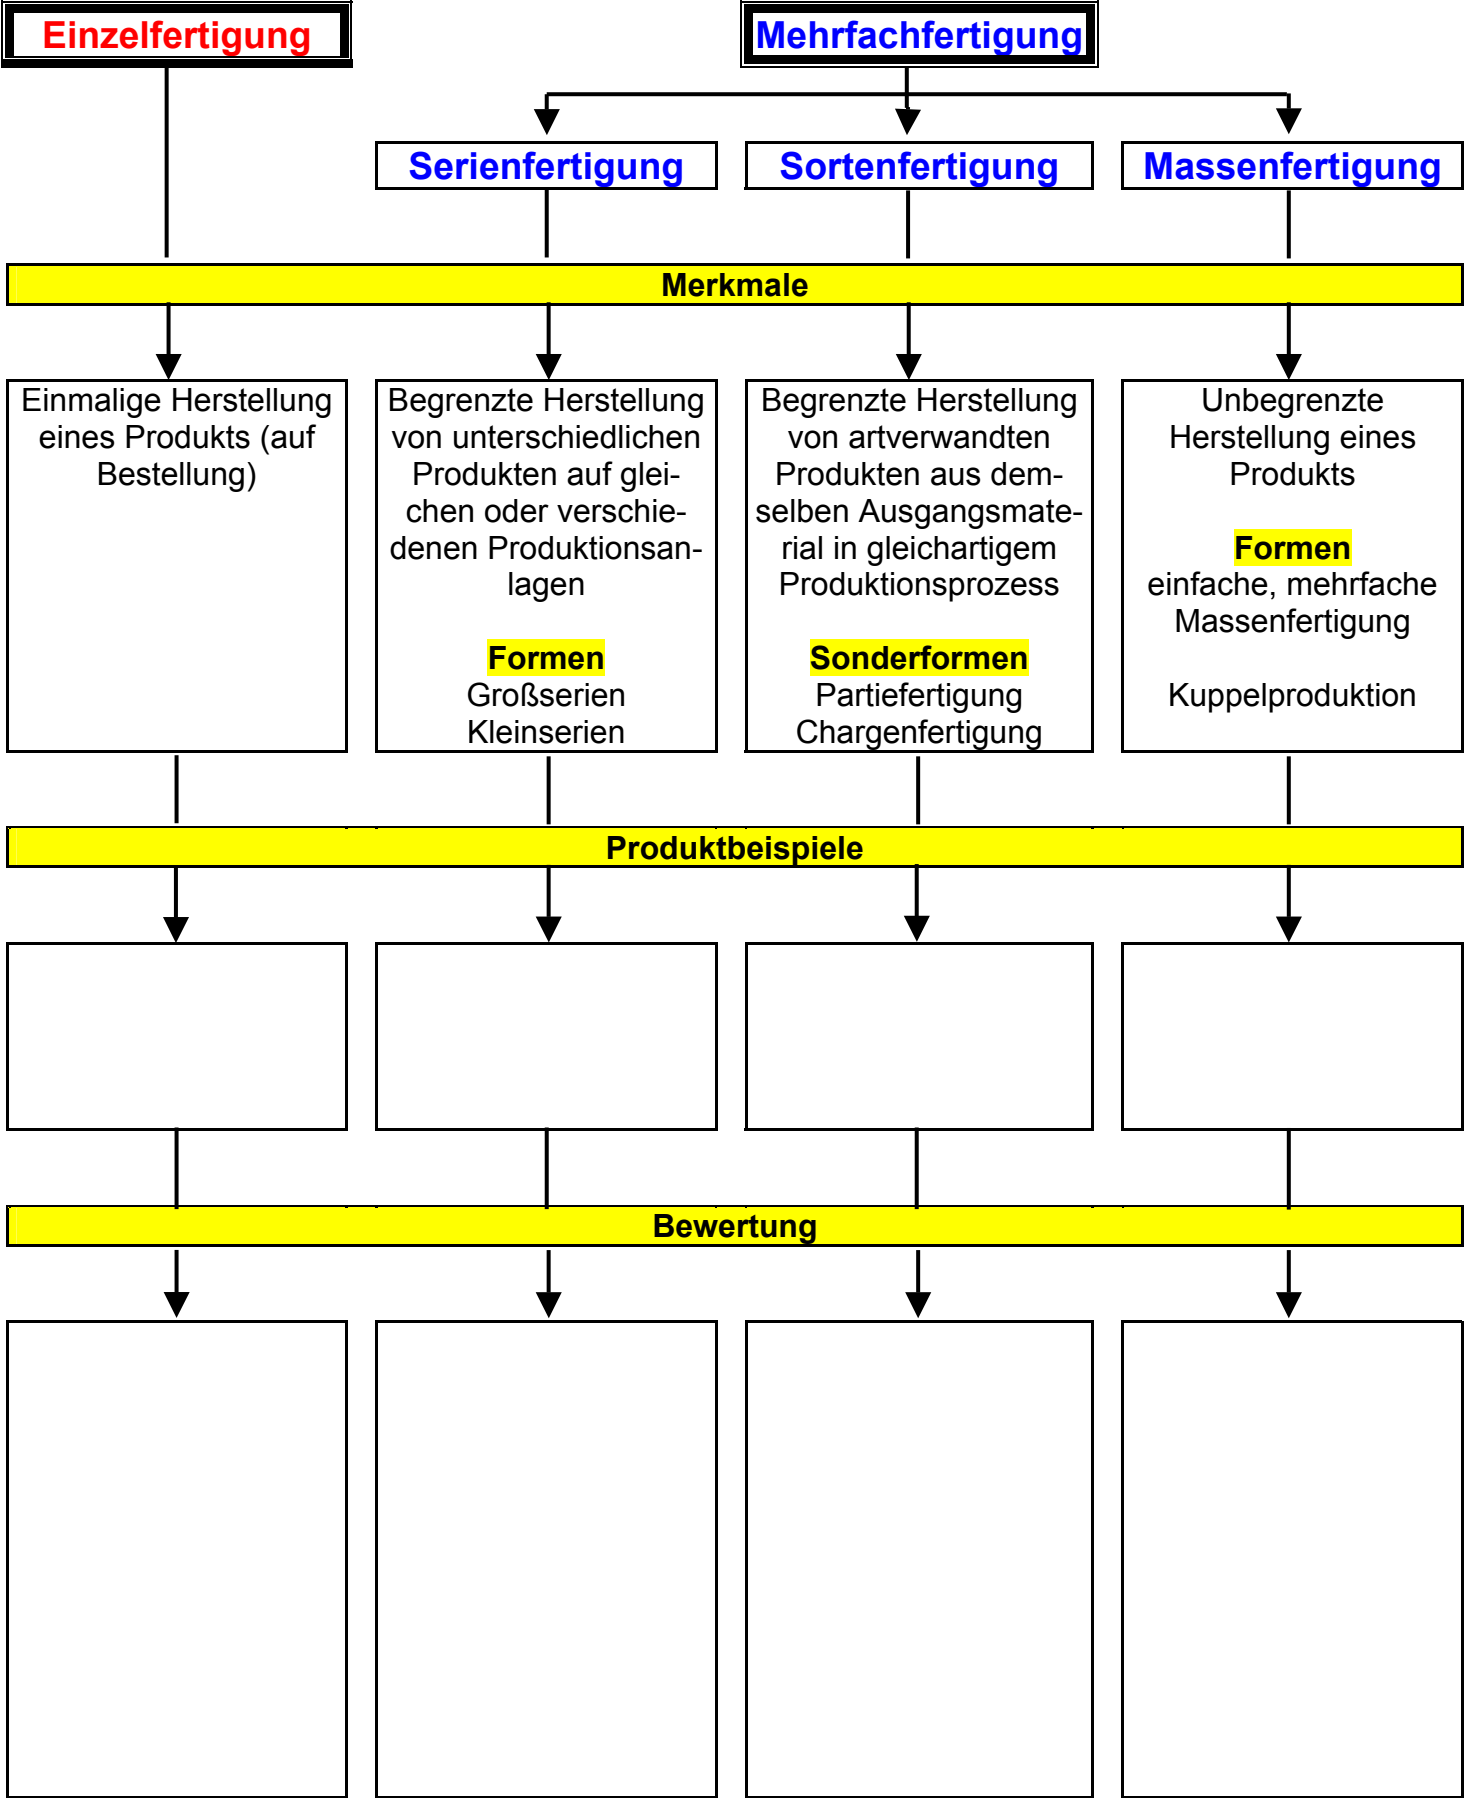 Einzelfertigung
Mehrfachfertigung
Serienfertigung
Sortenfertigung
Massenfertigung
Merkmale
Einmalige Herstellung
eines Produkts (auf
Bestellung)
Begrenzte Herstellung
von unterschiedlichen
Produkten auf glei-
chen oder verschie-
denen Produktionsan-
lagen
Formen
Großserien
Kleinserien
Begrenzte Herstellung
von artverwandten
Produkten aus dem-
selben Ausgangsmate-
rial in gleichartigem
Produktionsprozess
Sonderformen
Partiefertigung
Chargenfertigung
Unbegrenzte
Herstellung eines
Produkts
Formen
einfache, mehrfache
Massenfertigung
Kuppelproduktion
Produktbeispiele
Bewertung